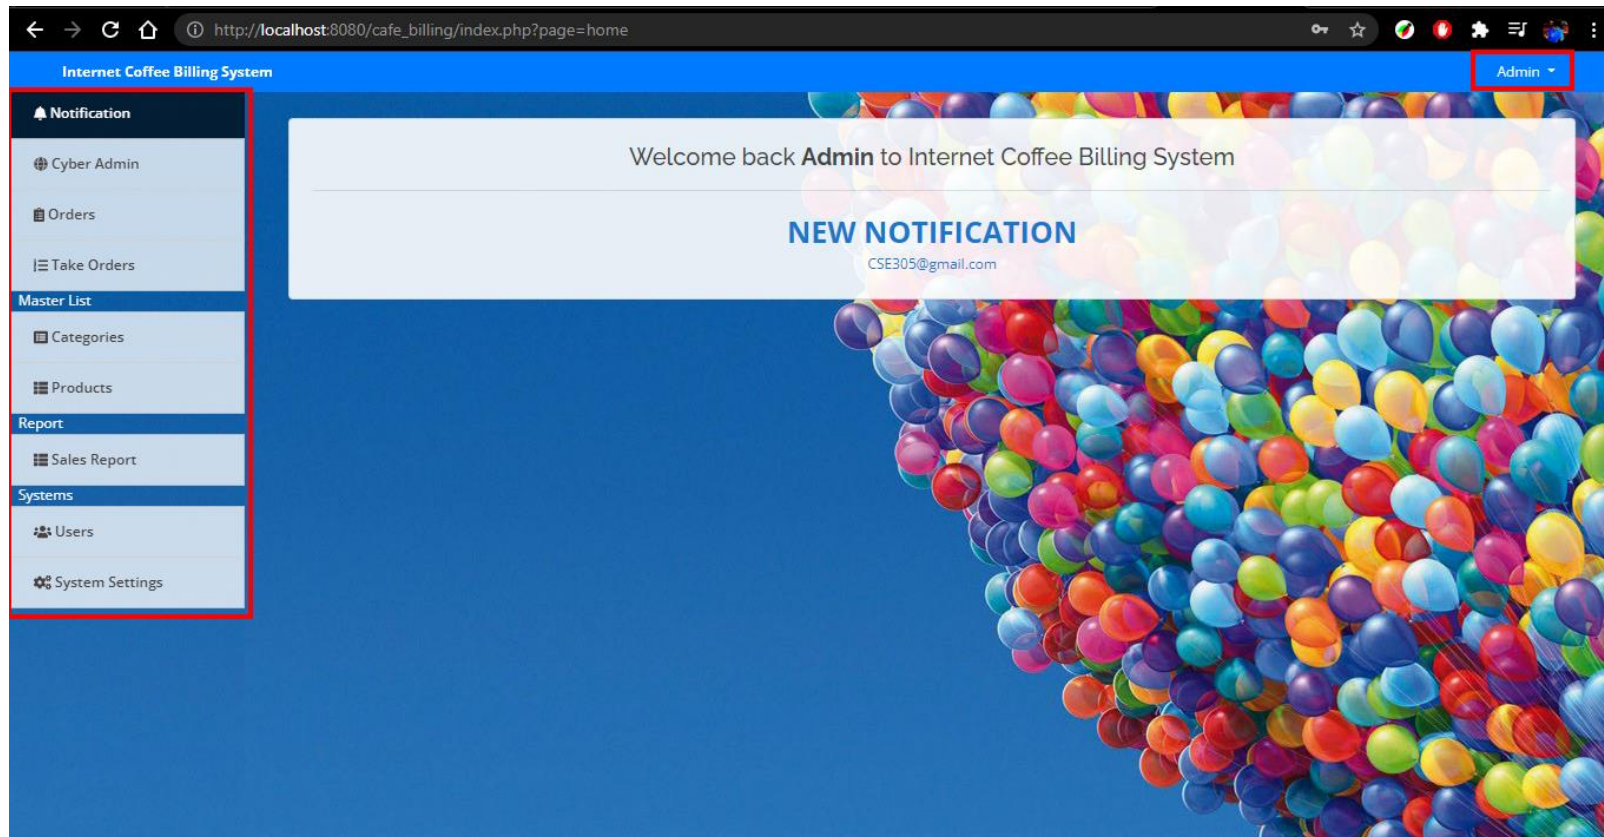 http://localhost:8080/cafe_billing/index.php?page=home
Internet Coffee Billing System
Admin
Notification
Cyber Admin
Orders
Take Orders
Master List
Categories
Products
Report
Sales Report
Systems
Users
System Settings
Welcome back Admin to Internet Coffee Billing System
NEW NOTIFICATION
CSE305@gmail.com